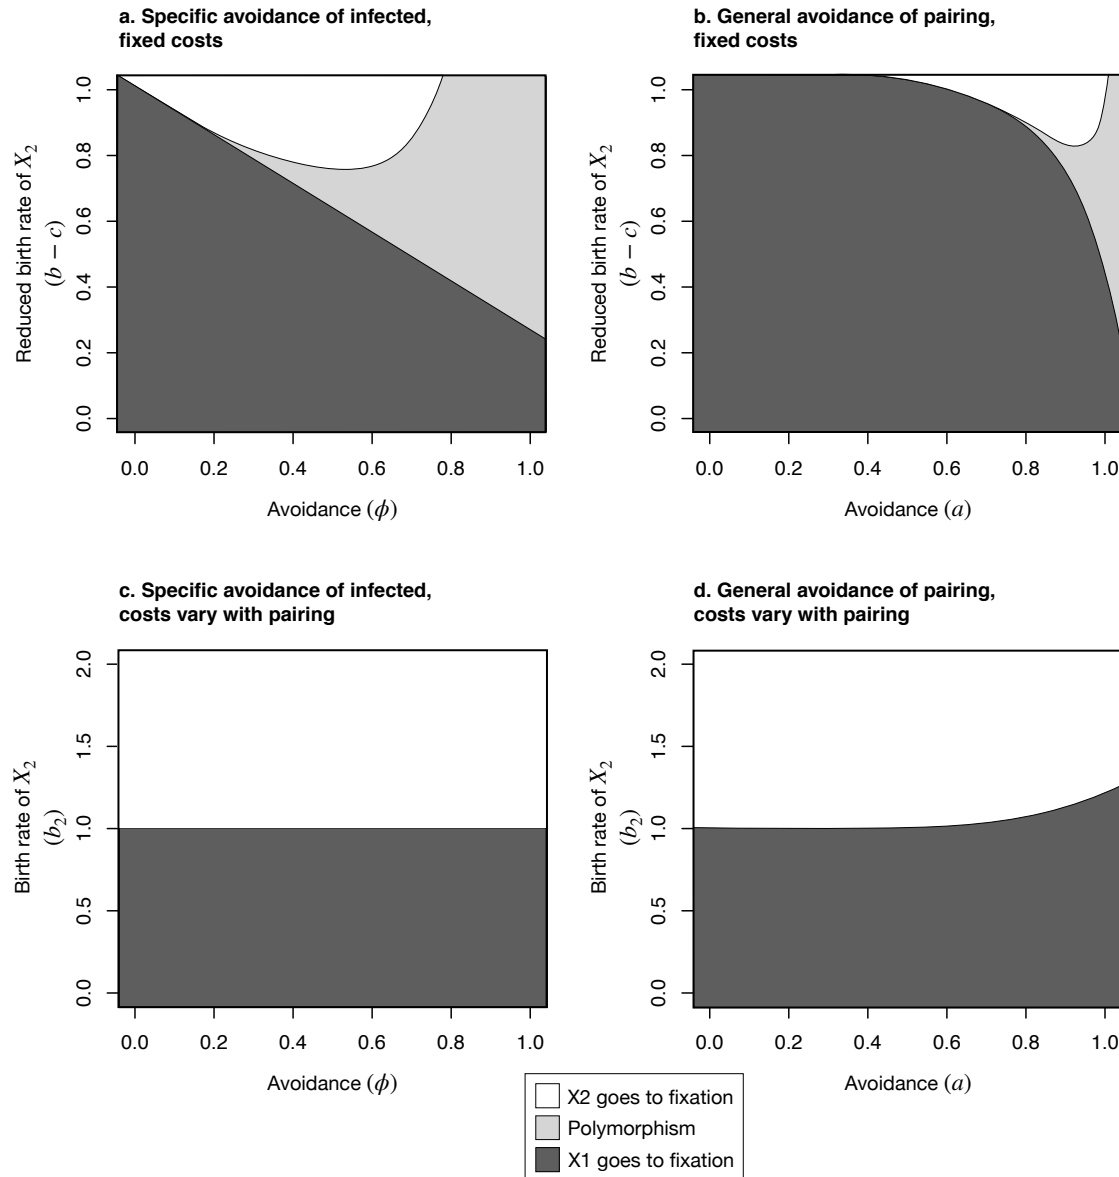 a. Specific avoidance of infected,
fixed costs
Reduced birth rate of X₂
(b − c)
1.0
0.8
0.6
0.4
0.2
0.0
0.0 0.2 0.4 0.6 0.8 1.0
Avoidance (ϕ)
b. General avoidance of pairing,
fixed costs
Reduced birth rate of X₂
(b − c)
1.0
0.8
0.6
0.4
0.2
0.0
0.0 0.2 0.4 0.6 0.8 1.0
Avoidance (a)
c. Specific avoidance of infected,
costs vary with pairing
Birth rate of X₂
(b₂)
2.0
1.5
1.0
0.5
0.0
0.0 0.2 0.4 0.6 0.8 1.0
Avoidance (ϕ)
d. General avoidance of pairing,
costs vary with pairing
Birth rate of X₂
(b₂)
2.0
1.5
1.0
0.5
0.0
0.0 0.2 0.4 0.6 0.8 1.0
Avoidance (a)
X2 goes to fixation
Polymorphism
X1 goes to fixation